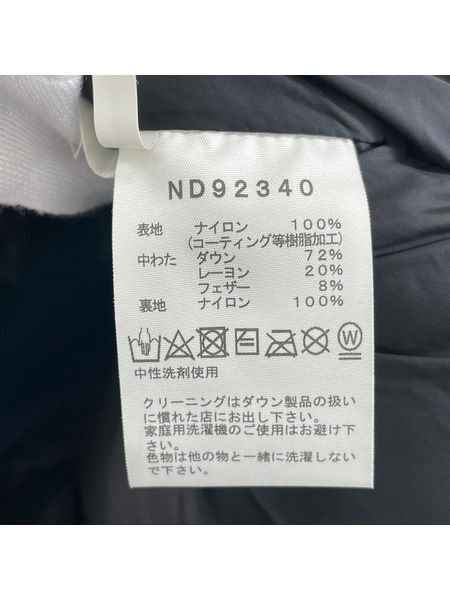 ND92340
表地 ナイロン 100%
(コーティング等樹脂加工)
中わた ダウン 72%
レーヨン 20%
フェザー 8%
裏地 ナイロン 100%
W
中性洗剤使用
クリーニングはダウン製品の扱い
に慣れた店にお出し下さい。
家庭用洗濯機のご使用はお避け下
さい。
色物は他の物と一緒に洗濯しない
で下さい。